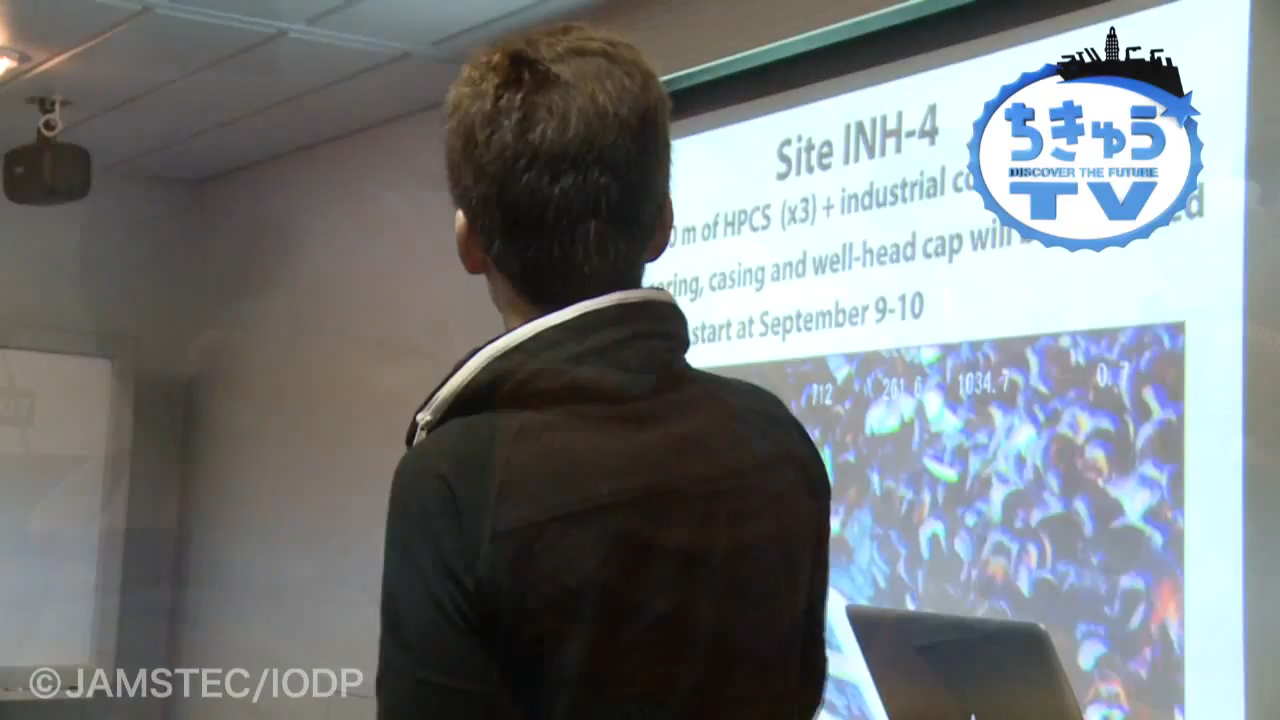 Site INH-4
m of HPCS (x3) + industrial
casing and well-head cap will
start at September 9-10
712 201.6 1034.7 0.7
ちきゅう
DISCOVER THE FUTURE
TV
©JAMSTEC/IODP